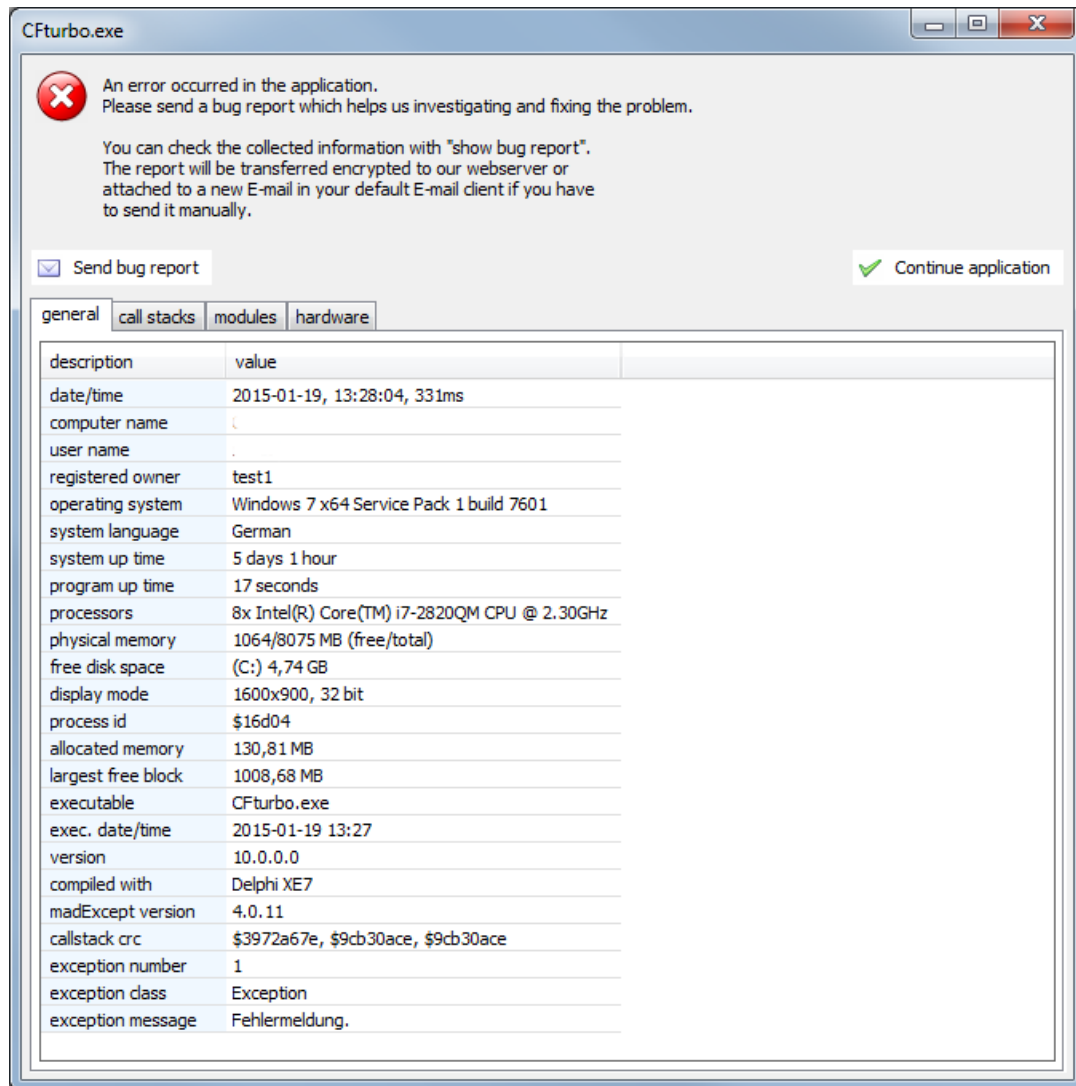 CFturbo.exe
An error occurred in the application.
Please send a bug report which helps us investigating and fixing the problem.
You can check the collected information with "show bug report".
The report will be transferred encrypted to our webserver or
attached to a new E-mail in your default E-mail client if you have
to send it manually.
Send bug report
Continue application
general call stacks modules hardware
description value
date/time 2015-01-19, 13:28:04, 331ms
computer name
user name
registered owner test1
operating system Windows 7 x64 Service Pack 1 build 7601
system language German
system up time 5 days 1 hour
program up time 17 seconds
processors 8x Intel(R) Core(TM) i7-2820QM CPU @ 2.30GHz
physical memory 1064/8075 MB (free/total)
free disk space (C:) 4,74 GB
display mode 1600x900, 32 bit
process id $16d04
allocated memory 130,81 MB
largest free block 1008,68 MB
executable CFturbo.exe
exec. date/time 2015-01-19 13:27
version 10.0.0.0
compiled with Delphi XE7
madExcept version 4.0.11
callstack crc $3972a67e, $9cb30ace, $9cb30ace
exception number 1
exception class Exception
exception message Fehlermeldung.